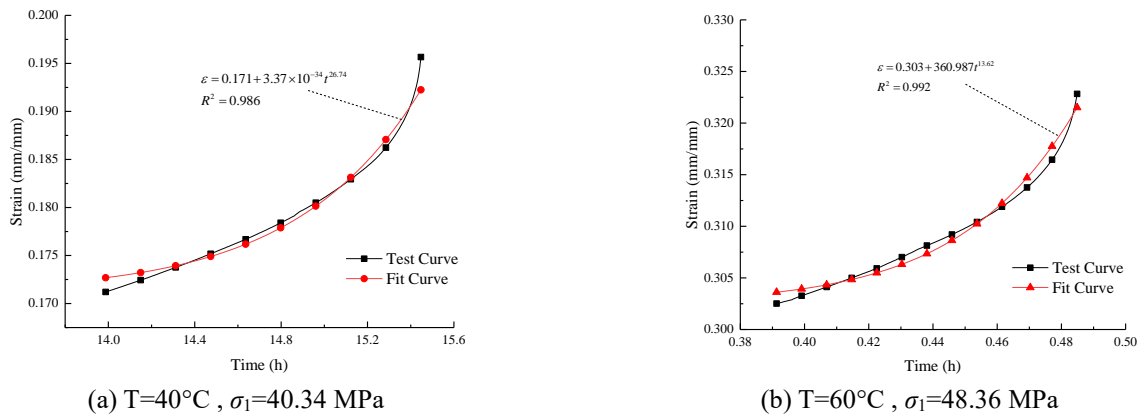 0.200
0.195
0.190
0.185
0.180
0.175
0.170
Strain (mm/mm)
ε = 0.171+3.37×10⁻³⁴ t²⁶·⁷⁴
R² = 0.986
Test Curve
Fit Curve
14.0 14.4 14.8 15.2 15.6
Time (h)
(a) T=40°C , σ₁=40.34 MPa
0.330
0.325
0.320
0.315
0.310
0.305
0.300
Strain (mm/mm)
ε = 0.303+360.987t¹³·⁶²
R² = 0.992
Test Curve
Fit Curve
0.38 0.40 0.42 0.44 0.46 0.48 0.50
Time (h)
(b) T=60°C , σ₁=48.36 MPa